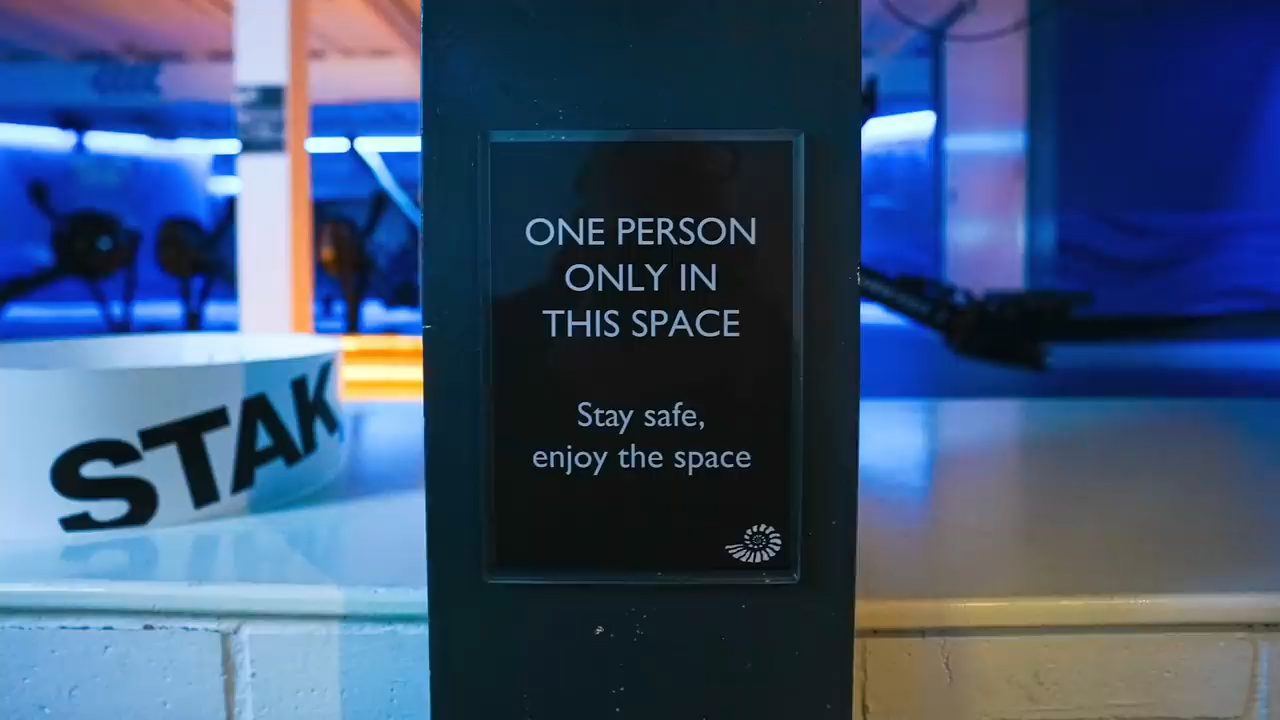 ONE PERSON
ONLY IN
THIS SPACE
Stay safe,
enjoy the space
STAK